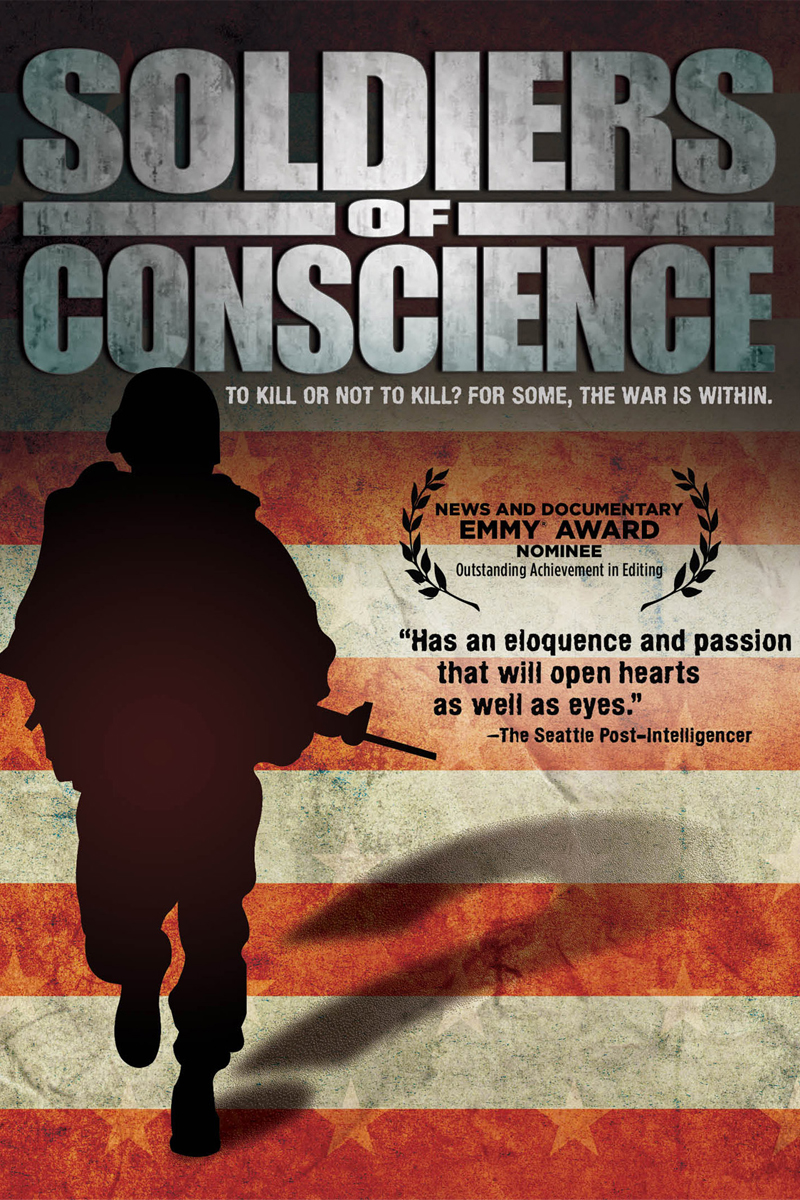 SOLDIERS
OF
CONSCIENCE
TO KILL OR NOT TO KILL? FOR SOME, THE WAR IS WITHIN.
NEWS AND DOCUMENTARY
EMMY® AWARD
NOMINEE
Outstanding Achievement in Editing
“Has an eloquence and passion
that will open hearts
as well as eyes.”
–The Seattle Post-Intelligencer